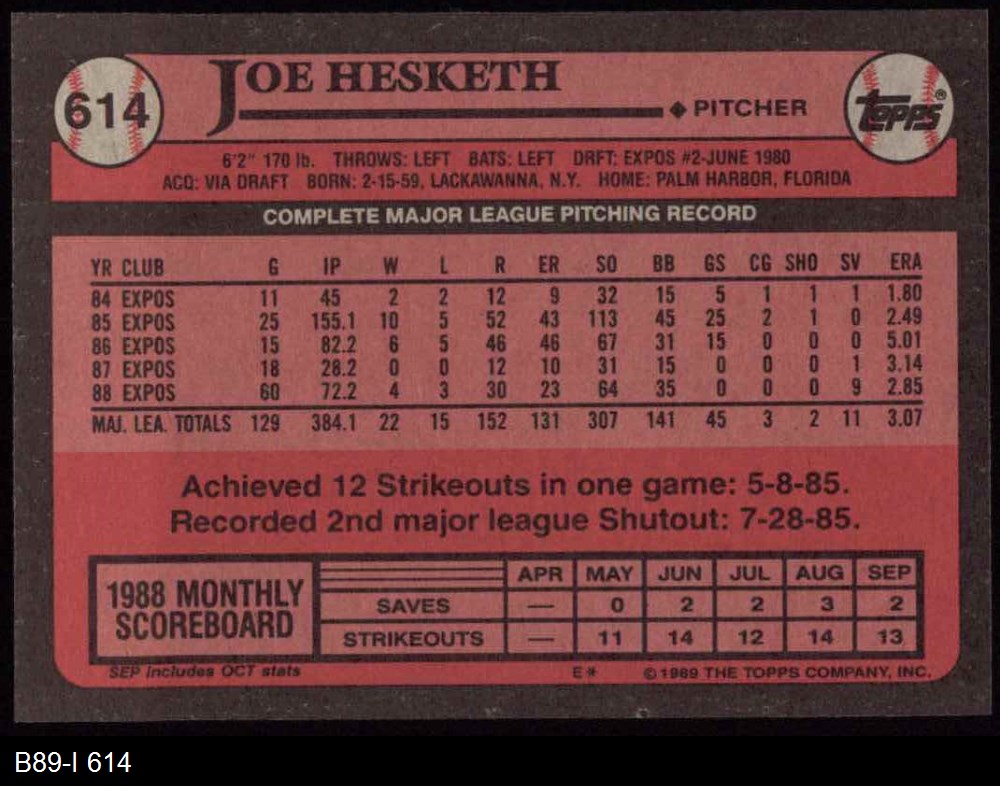 614
JOE HESKETH
◆ PITCHER
topps®
6'2" 170 lb. THROWS: LEFT BATS: LEFT DRFT: EXPOS #2-JUNE 1980
ACQ: VIA DRAFT BORN: 2-15-59, LACKAWANNA, N.Y. HOME: PALM HARBOR, FLORIDA
COMPLETE MAJOR LEAGUE PITCHING RECORD
YR CLUB G IP W L R ER SO BB GS CG SHO SV ERA
84 EXPOS 11 45 2 2 12 9 32 15 5 1 1 1 1.80
85 EXPOS 25 155.1 10 5 52 43 113 45 25 2 1 0 2.49
86 EXPOS 15 82.2 6 5 46 46 67 31 15 0 0 0 5.01
87 EXPOS 18 28.2 0 0 12 10 31 15 0 0 0 1 3.14
88 EXPOS 60 72.2 4 3 30 23 64 35 0 0 0 9 2.85
MAJ. LEA. TOTALS 129 384.1 22 15 152 131 307 141 45 3 2 11 3.07
Achieved 12 Strikeouts in one game: 5-8-85.
Recorded 2nd major league Shutout: 7-28-85.
1988 MONTHLY
SCOREBOARD
APR MAY JUN JUL AUG SEP
SAVES — 0 2 2 3 2
STRIKEOUTS — 11 14 12 14 13
SEP includes OCT stats
E* © 1989 THE TOPPS COMPANY, INC.
B89-I 614